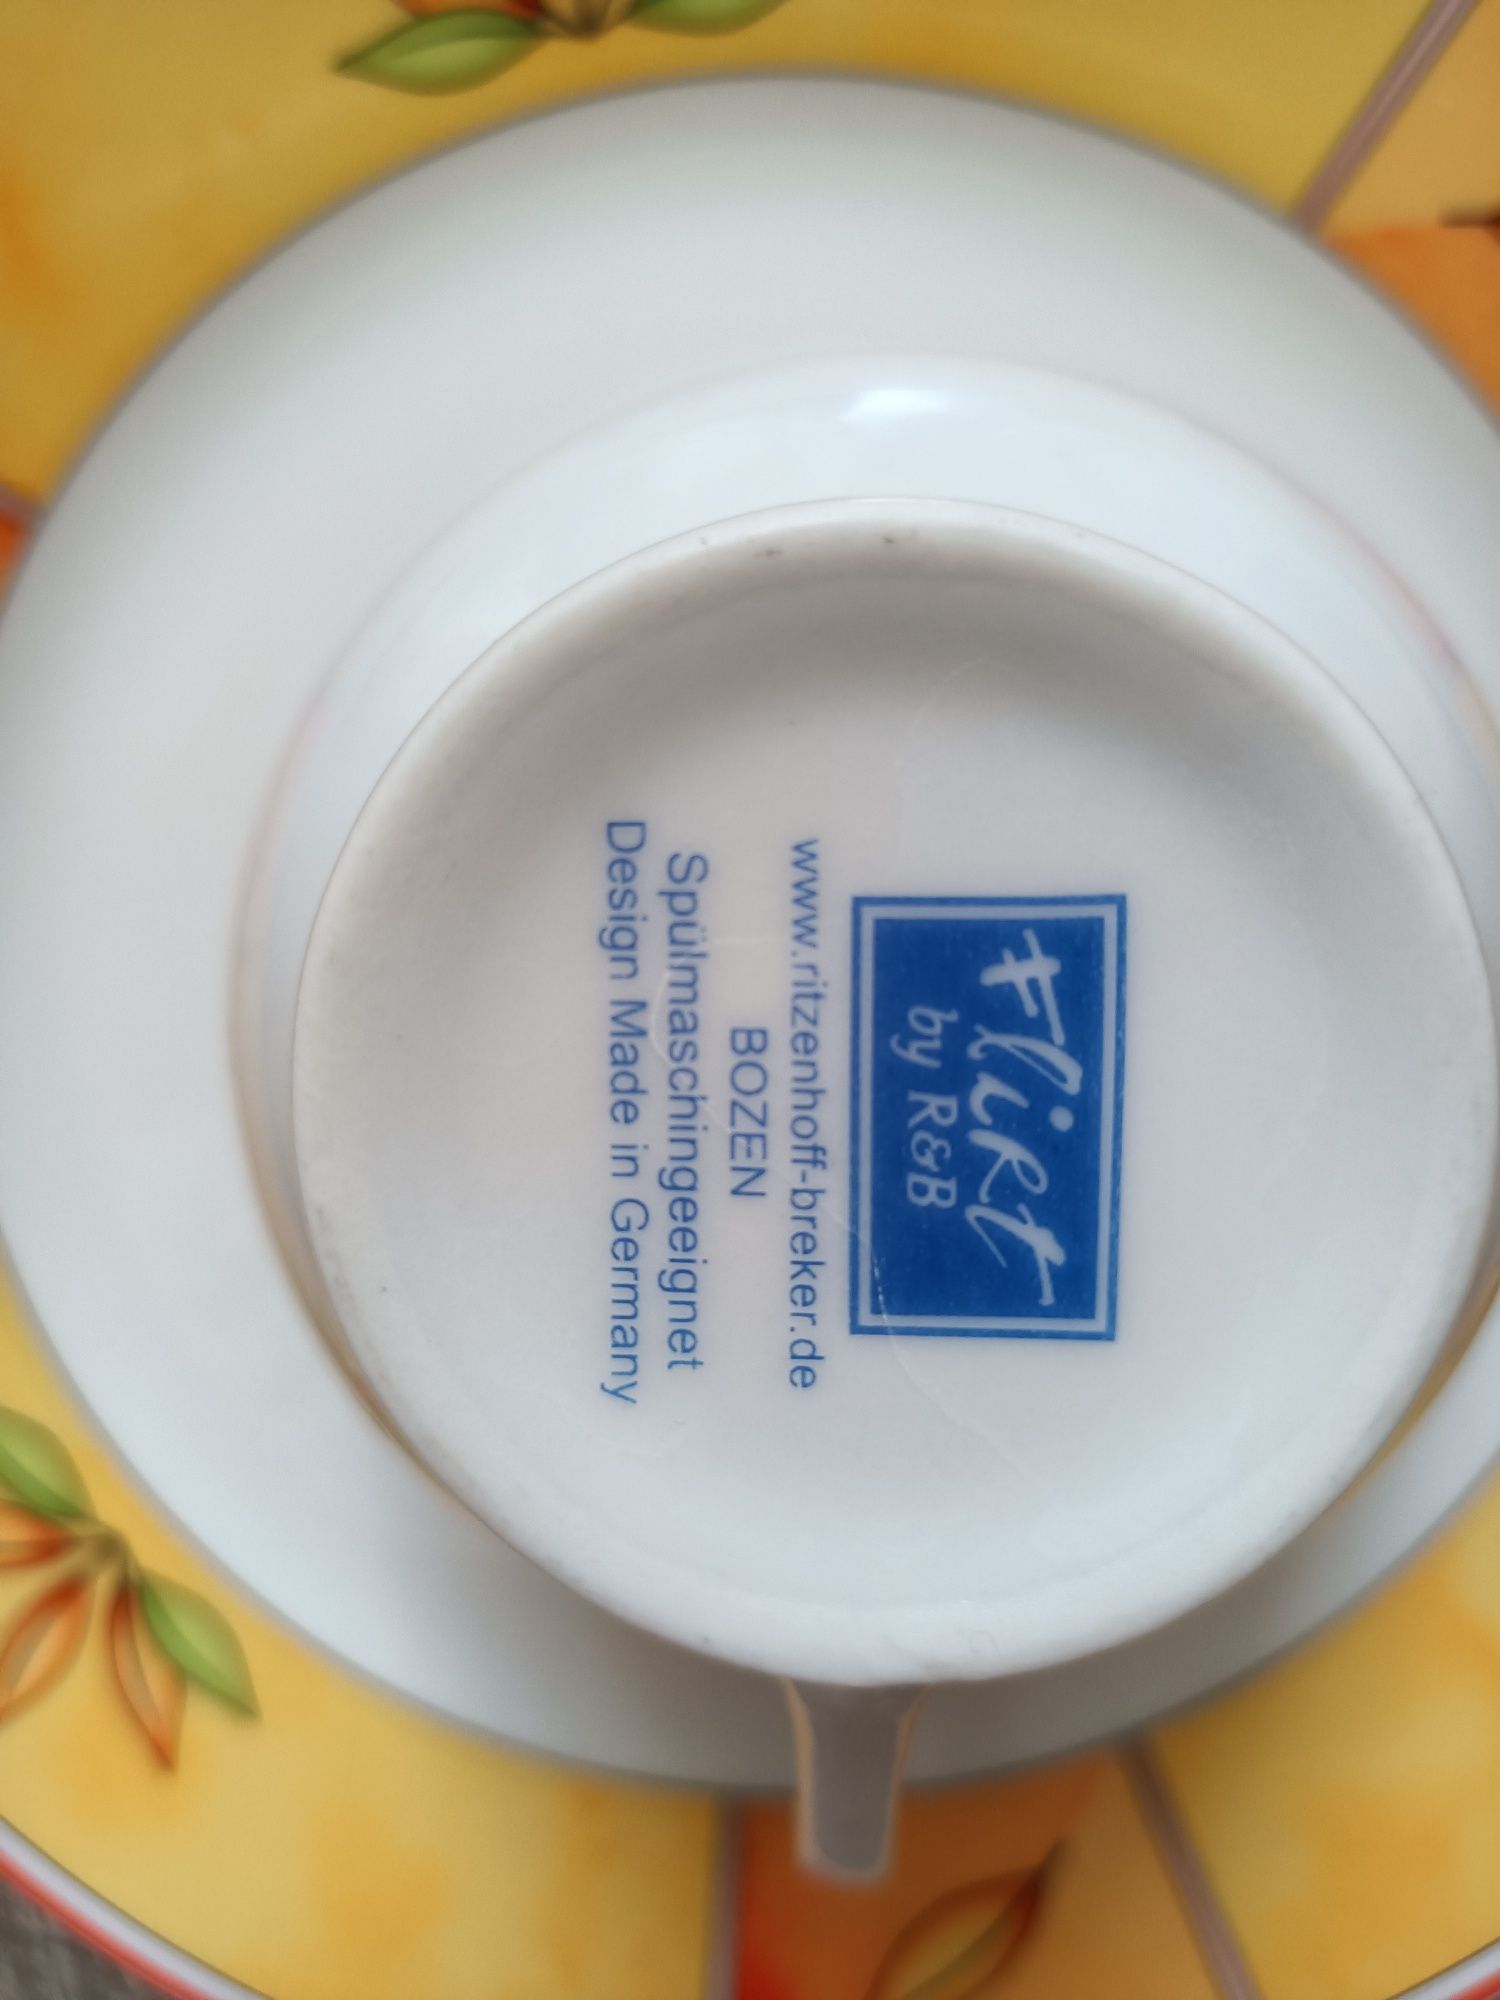 Flirt
by R&B
www.ritzenhoff-breker.de
BOZEN
Spülmaschingeeignet
Design Made in Germany